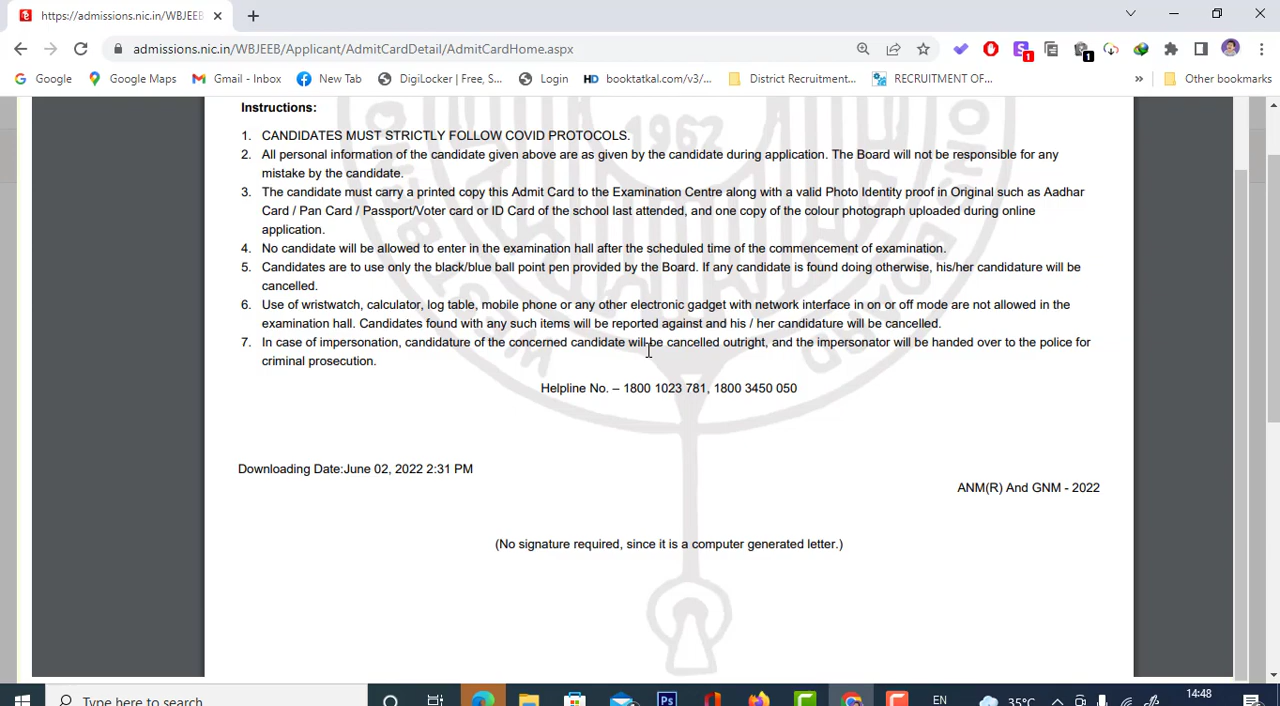 https://admissions.nic.in/WBJEEB
admissions.nic.in/WBJEEB/Applicant/AdmitCardDetail/AdmitCardHome.aspx
1
1
Google
Google Maps
Gmail - Inbox
New Tab
DigiLocker | Free, S...
Login
HD booktatkal.com/v3/...
District Recruitment...
RECRUITMENT OF...
»
Other bookmarks
1962
Instructions:
1. CANDIDATES MUST STRICTLY FOLLOW COVID PROTOCOLS.
2. All personal information of the candidate given above are as given by the candidate during application. The Board will not be responsible for any
mistake by the candidate.
3. The candidate must carry a printed copy this Admit Card to the Examination Centre along with a valid Photo Identity proof in Original such as Aadhar
Card / Pan Card / Passport/Voter card or ID Card of the school last attended, and one copy of the colour photograph uploaded during online
application.
4. No candidate will be allowed to enter in the examination hall after the scheduled time of the commencement of examination.
5. Candidates are to use only the black/blue ball point pen provided by the Board. If any candidate is found doing otherwise, his/her candidature will be
cancelled.
6. Use of wristwatch, calculator, log table, mobile phone or any other electronic gadget with network interface in on or off mode are not allowed in the
examination hall. Candidates found with any such items will be reported against and his / her candidature will be cancelled.
7. In case of impersonation, candidature of the concerned candidate will be cancelled outright, and the impersonator will be handed over to the police for
criminal prosecution.
Helpline No. – 1800 1023 781, 1800 3450 050
Downloading Date:June 02, 2022 2:31 PM
ANM(R) And GNM - 2022
(No signature required, since it is a computer generated letter.)
Type here to search
Ps
EN
35°C
14:48